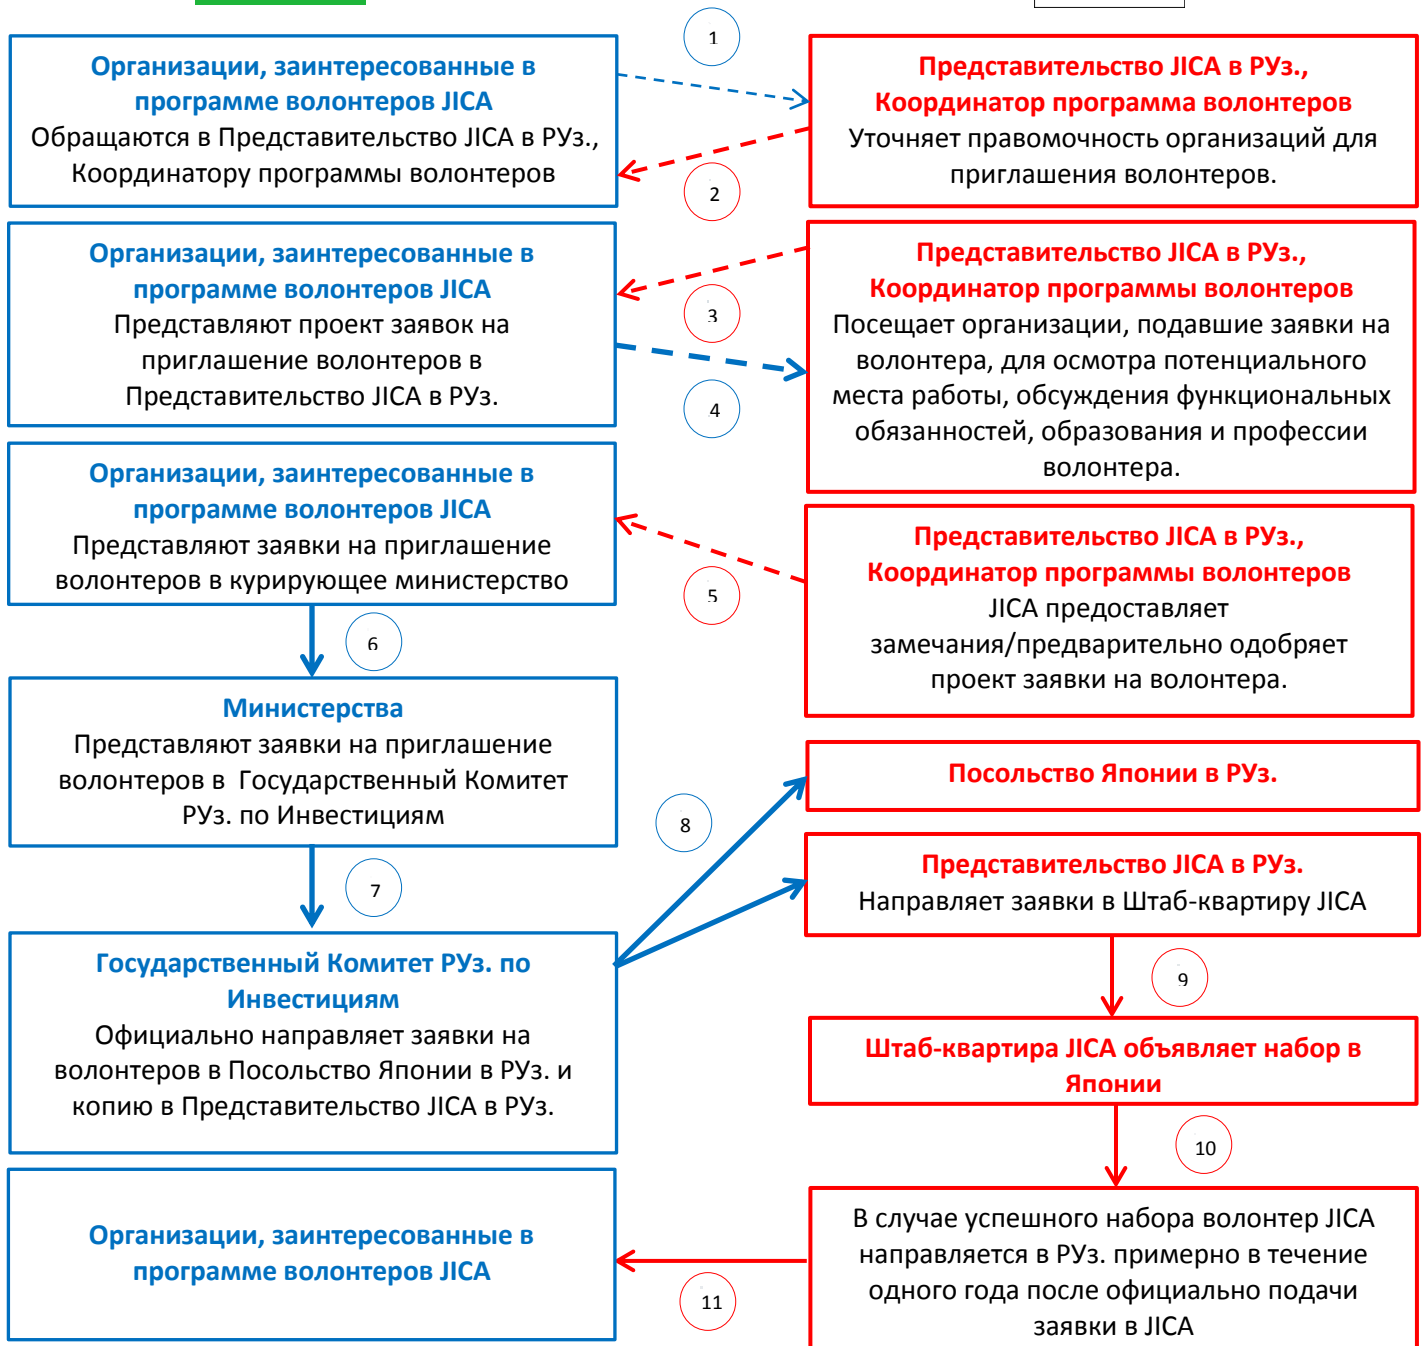 1
Организации, заинтересованные в
программе волонтеров JICA
Обращаются в Представительство JICA в РУз.,
Координатору программы волонтеров
Представительство JICA в РУз.,
Координатор программа волонтеров
Уточняет правомочность организаций для
приглашения волонтеров.
2
Организации, заинтересованные в
программе волонтеров JICA
Представляют проект заявок на
приглашение волонтеров в
Представительство JICA в РУз.
3
4
Представительство JICA в РУз.,
Координатор программы волонтеров
Посещает организации, подавшие заявки на
волонтера, для осмотра потенциального
места работы, обсуждения функциональных
обязанностей, образования и профессии
волонтера.
Организации, заинтересованные в
программе волонтеров JICA
Представляют заявки на приглашение
волонтеров в курирующее министерство
5
Представительство JICA в РУз.,
Координатор программы волонтеров
JICA предоставляет
замечания/предварительно одобряет
проект заявки на волонтера.
6
Министерства
Представляют заявки на приглашение
волонтеров в Государственный Комитет
РУз. по Инвестициям
Посольство Японии в РУз.
8
7
Представительство JICA в РУз.
Направляет заявки в Штаб-квартиру JICA
Государственный Комитет РУз. по
Инвестициям
Официально направляет заявки на
волонтеров в Посольство Японии в РУз. и
копию в Представительство JICA в РУз.
9
Штаб-квартира JICA объявляет набор в
Японии
10
Организации, заинтересованные в
программе волонтеров JICA
11
В случае успешного набора волонтер JICA
направляется в РУз. примерно в течение
одного года после официально подачи
заявки в JICA